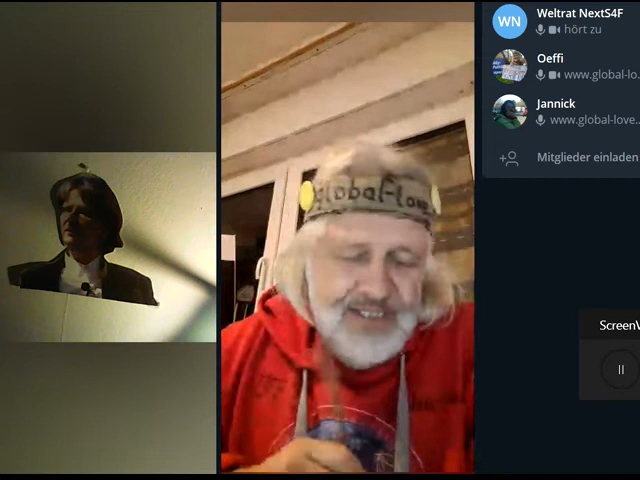 global-love
WN
Weltrat NextS4F
hört zu
Oeffi
www.global-lo...
Jannick
www.global-love...
Mitglieder einladen
ScreenV